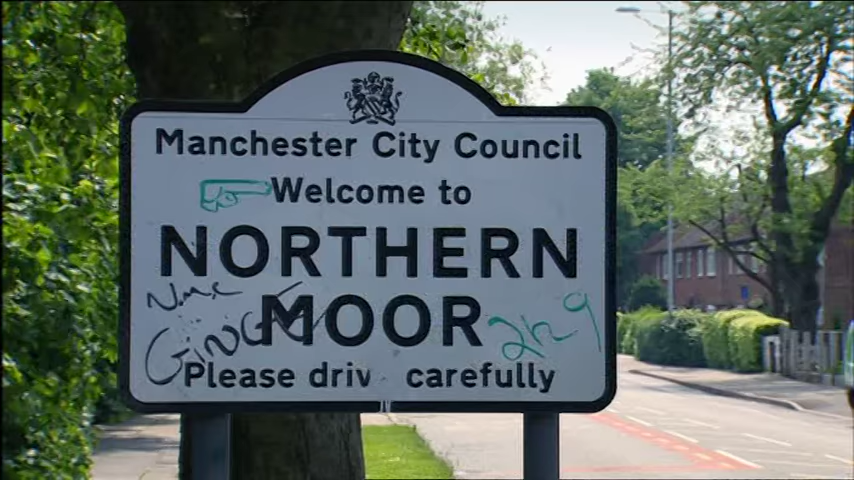 Manchester City Council
Welcome to
NORTHERN
MOOR
Please driv carefully